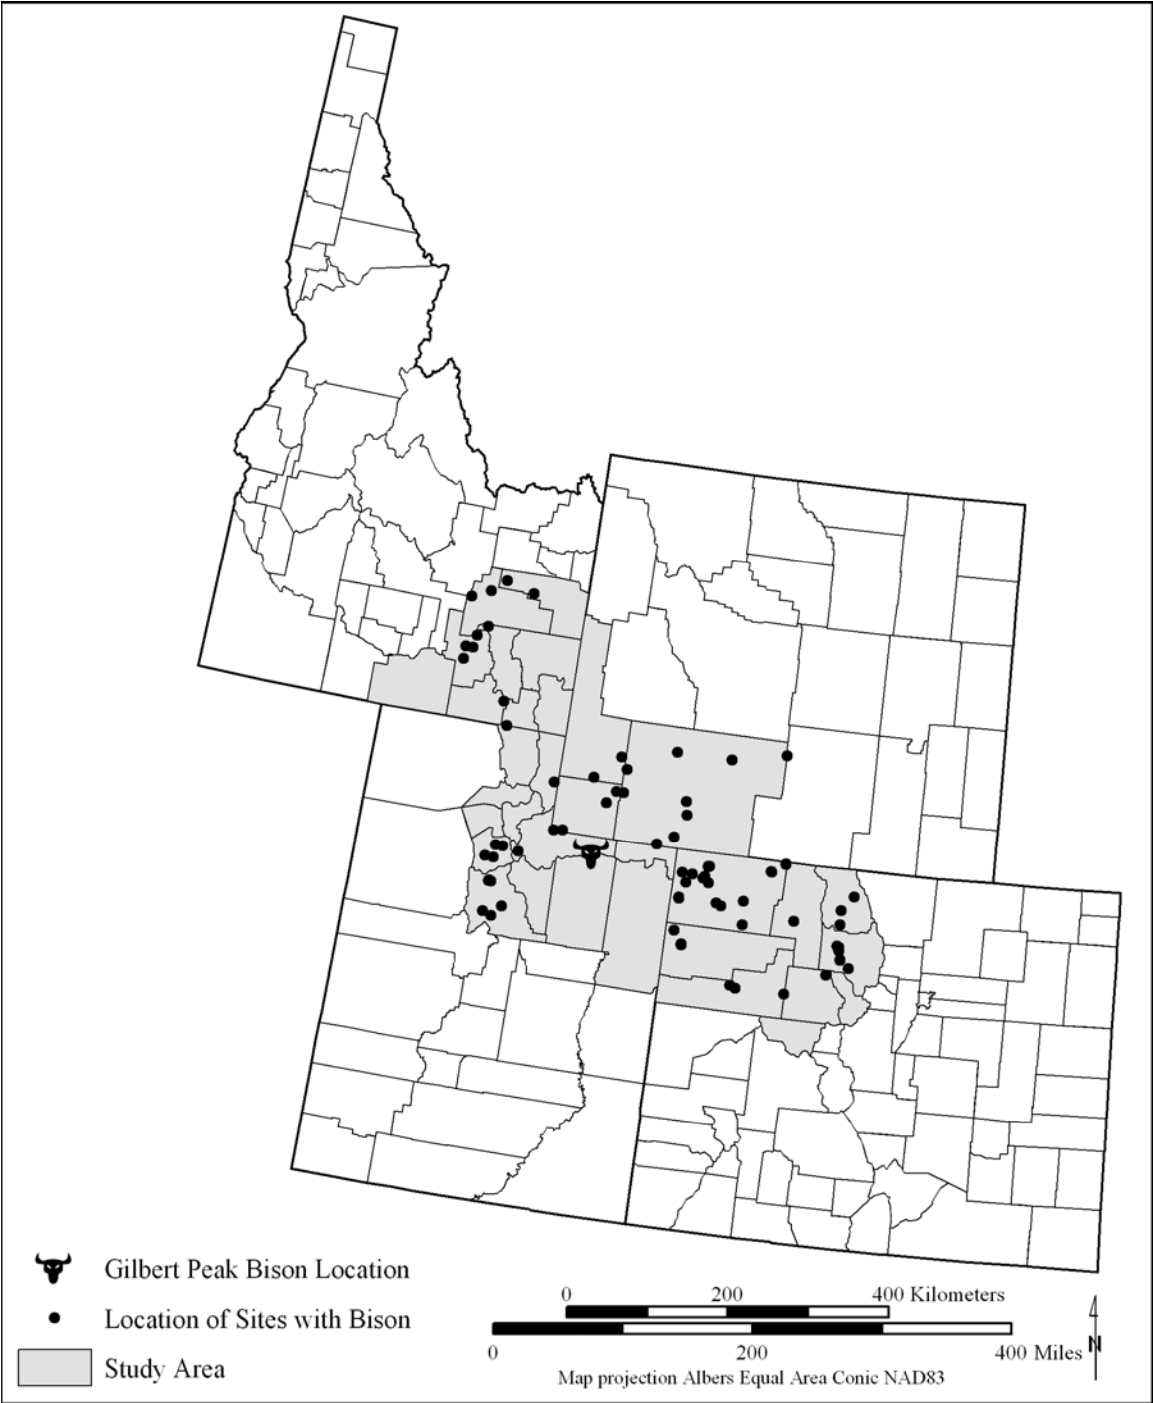 Gilbert Peak Bison Location
Location of Sites with Bison
Study Area
0 200 400 Kilometers
0 200 400 Miles
N
Map projection Albers Equal Area Conic NAD83